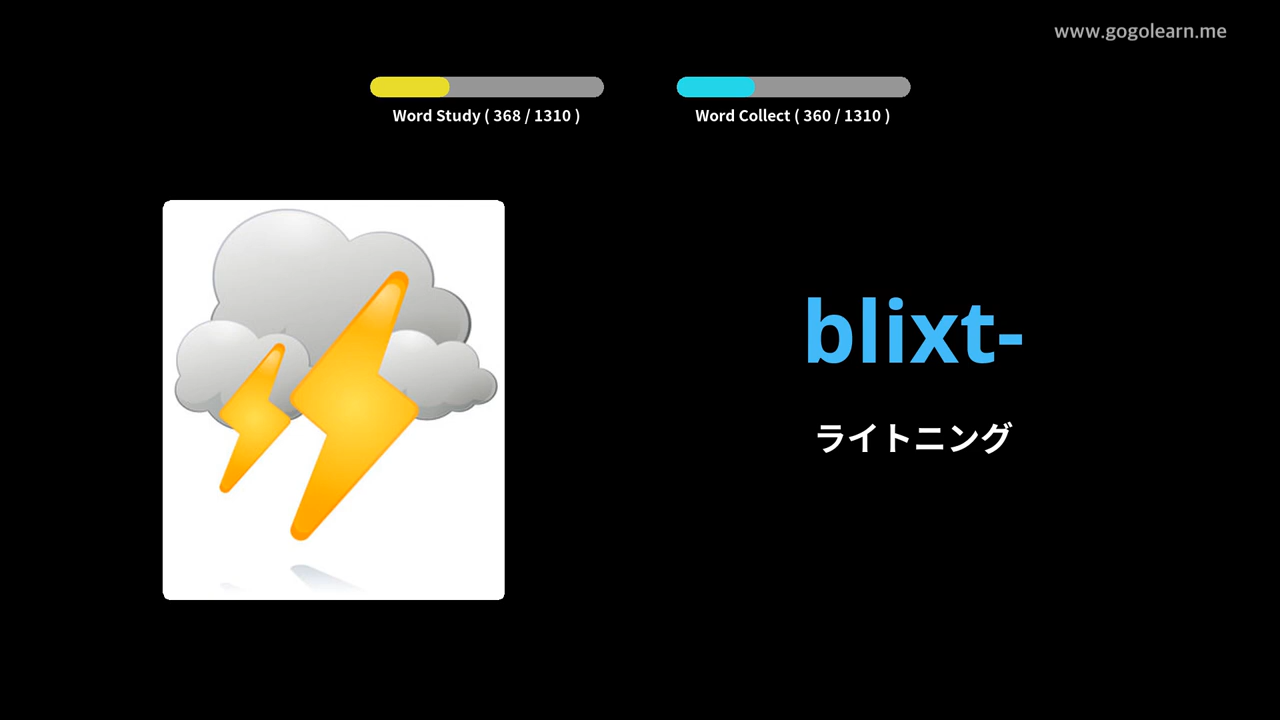 www.gogolearn.me
Word Study ( 368 / 1310 )
Word Collect ( 360 / 1310 )
blixt-
ライトニング